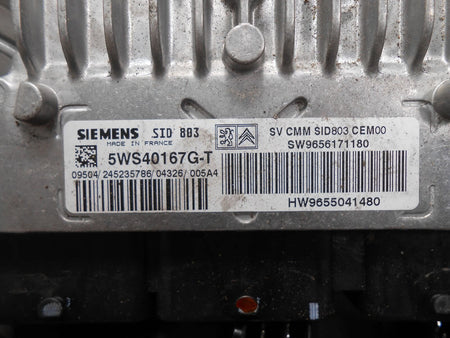 SIEMENS SID 803
MADE IN FRANCE
5WS40167G-T
09504/245235786/04326/005A4
SV CMM SID803 CEM00
SW9656171180
HW9655041480